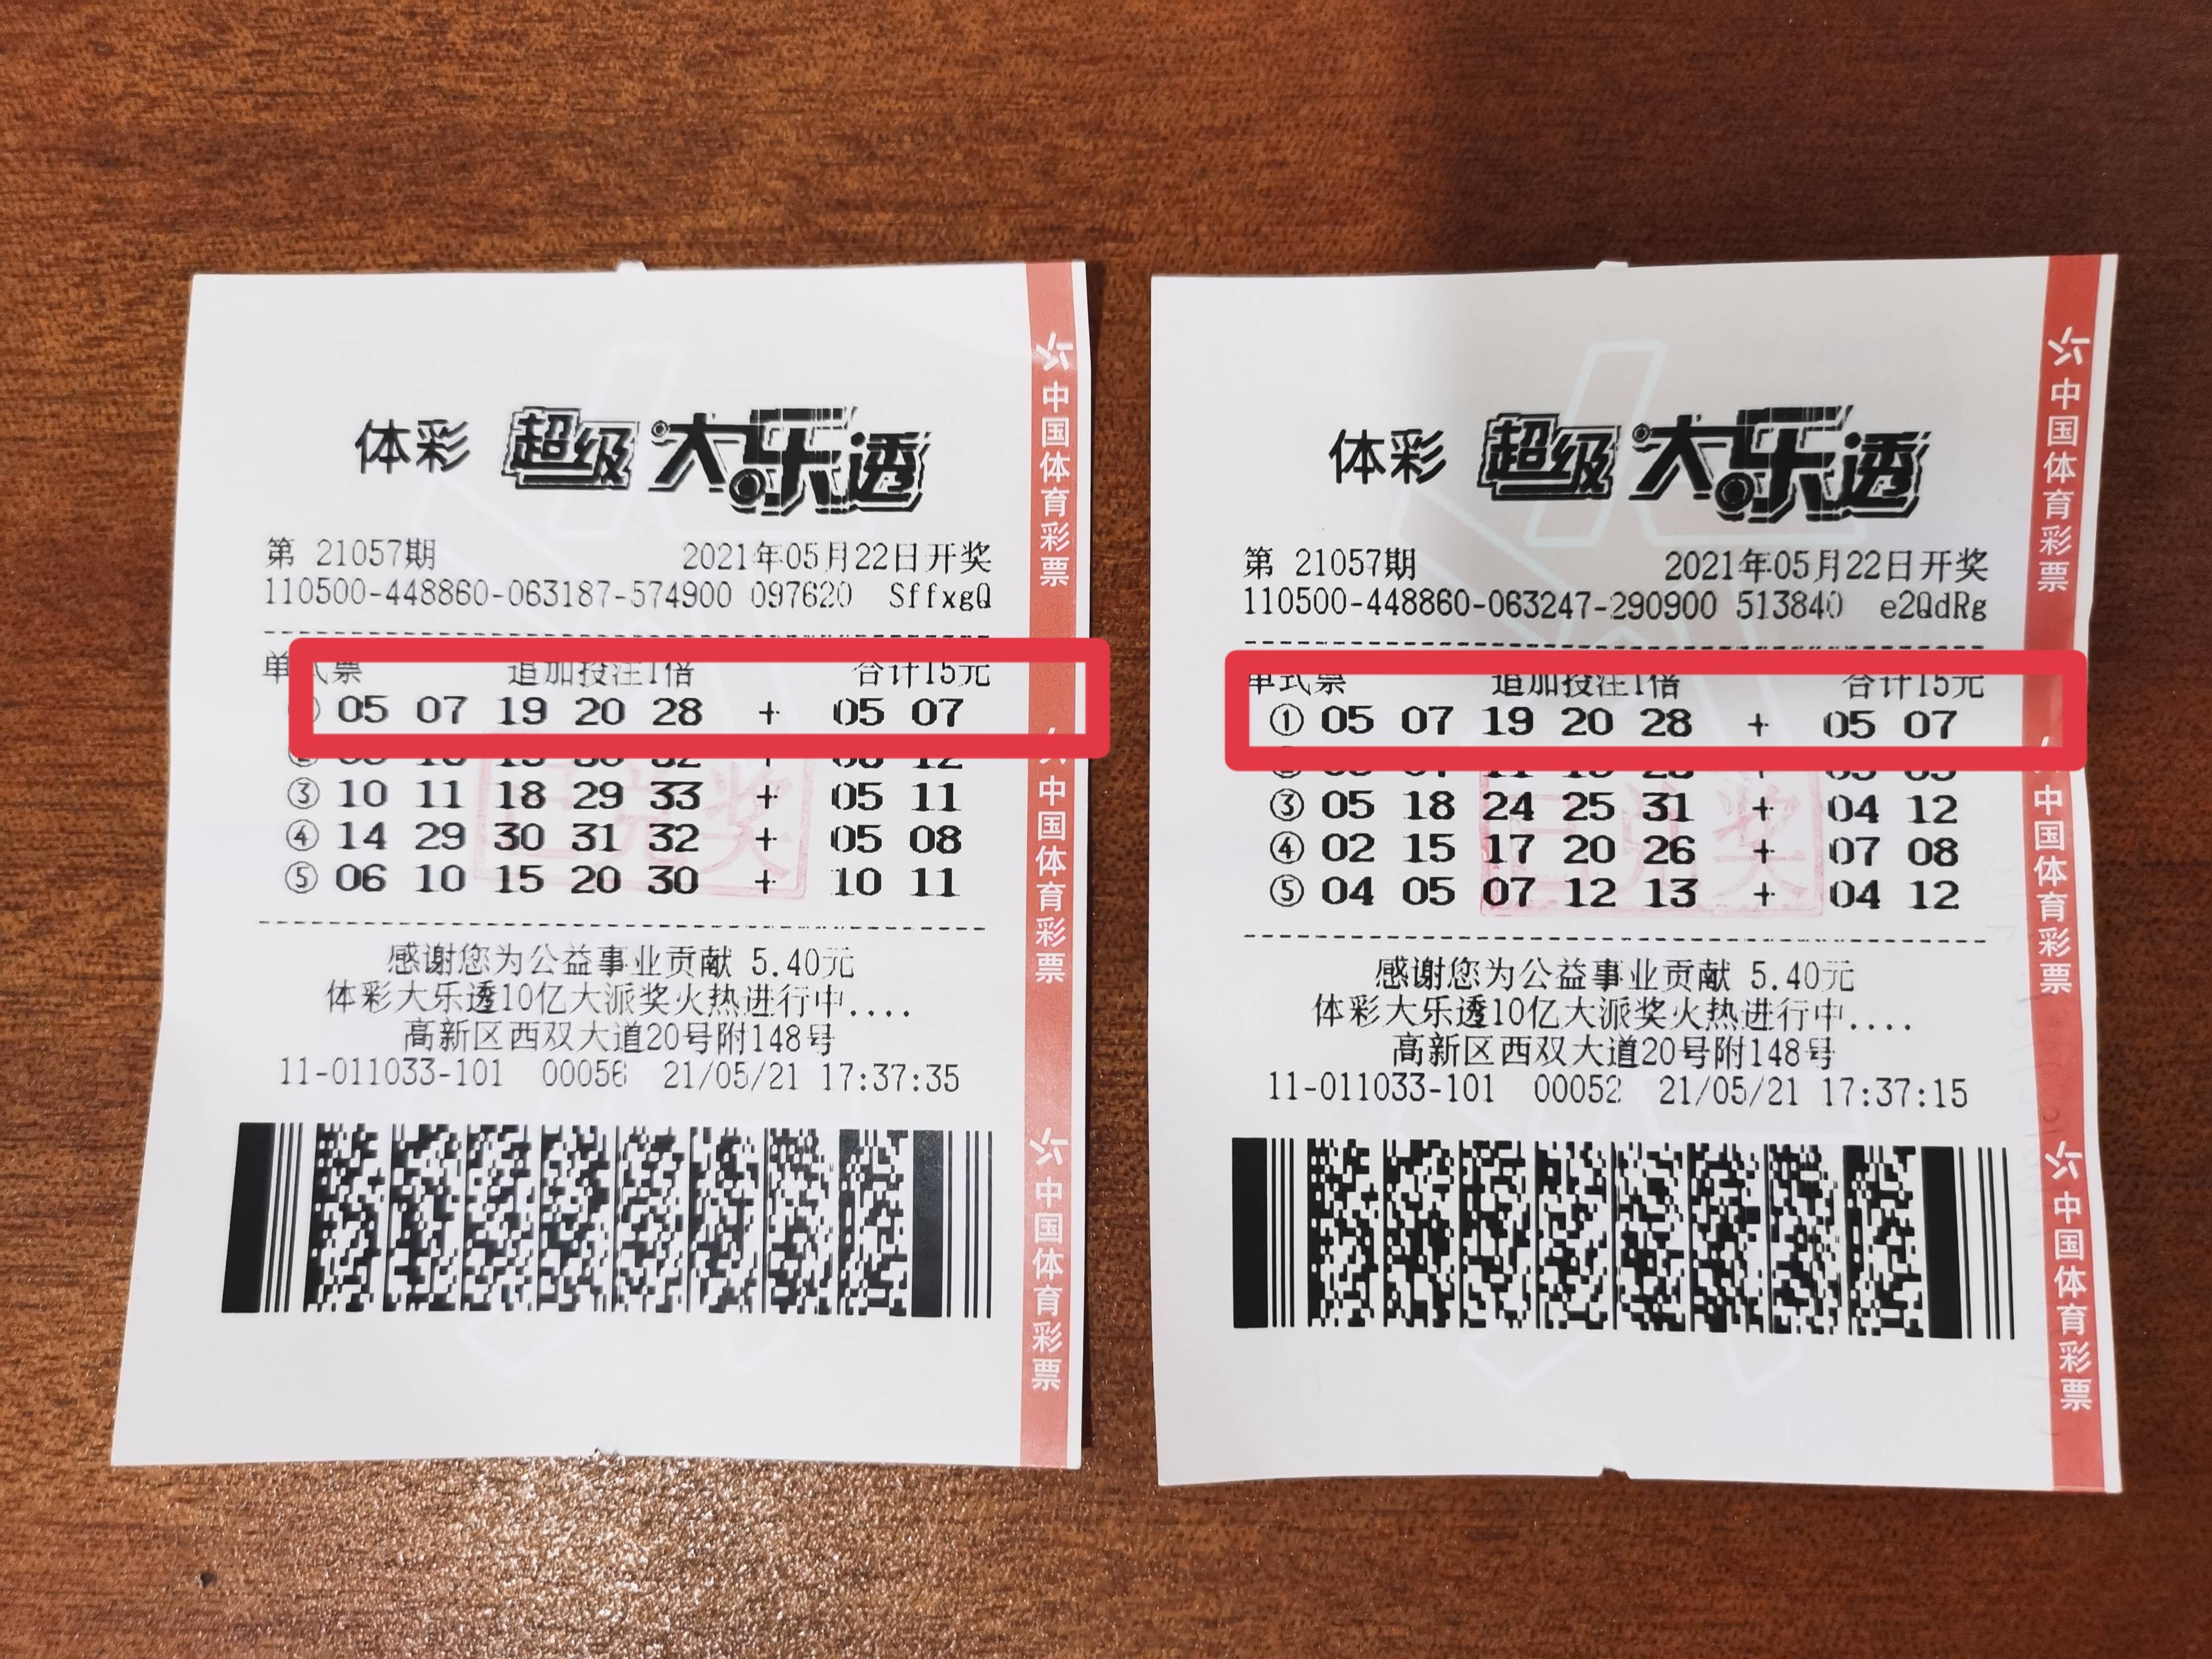 体彩 超级大乐透
第 21057期 2021年05月22日开奖
110500-448860-063187-574900 097620 SffxgQ
单式票 追加投注1倍 合计15元
05 07 19 20 28 + 05 07
③ 10 11 18 29 33 + 05 11
④ 14 29 30 31 32 + 05 08
⑤ 06 10 15 20 30 + 10 11
已兑奖
感谢您为公益事业贡献 5.40元
体彩大乐透10亿大派奖火热进行中....
高新区西双大道20号附148号
11-011033-101 00056 21/05/21 17:37:35
中国体育彩票
中国体育彩票
中国体育彩票
体彩 超级大乐透
第 21057期 2021年05月22日开奖
110500-448860-063247-290900 513840 e2QdRg
单式票 追加投注1倍 合计15元
① 05 07 19 20 28 + 05 07
③ 05 18 24 25 31 + 04 12
④ 02 15 17 20 26 + 07 08
⑤ 04 05 07 12 13 + 04 12
已兑奖
感谢您为公益事业贡献 5.40元
体彩大乐透10亿大派奖火热进行中....
高新区西双大道20号附148号
11-011033-101 00052 21/05/21 17:37:15
中国体育彩票
中国体育彩票
中国体育彩票